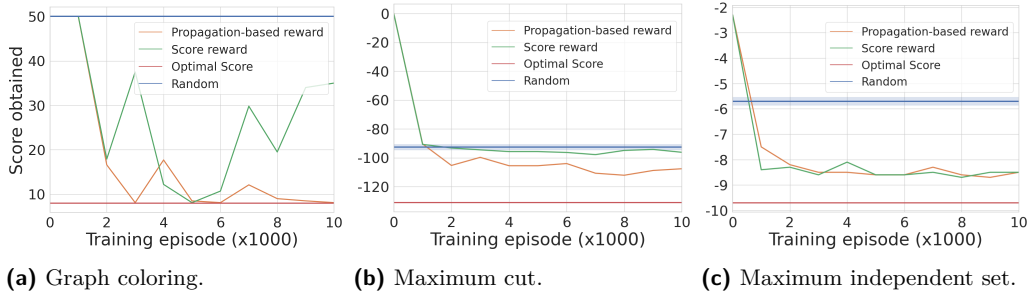 Score obtained
50
40
30
20
10
0 2 4 6 8 10
Training episode (x1000)
Propagation-based reward
Score reward
Optimal Score
Random
(a) Graph coloring.
0
-20
-40
-60
-80
-100
-120
0 2 4 6 8 10
Training episode (x1000)
Propagation-based reward
Score reward
Optimal Score
Random
(b) Maximum cut.
-2
-3
-4
-5
-6
-7
-8
-9
-10
0 2 4 6 8 10
Training episode (x1000)
Propagation-based reward
Score reward
Optimal Score
Random
(c) Maximum independent set.